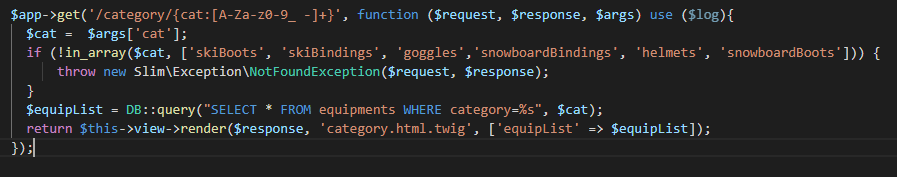 $app->get('/category/{cat:[A-Za-z0-9_ -]+}', function ($request, $response, $args) use ($log){
$cat =  $args['cat'];
if (!in_array($cat, ['skiBoots', 'skiBindings', 'goggles','snowboardBindings', 'helmets', 'snowboardBoots'])) {
throw new Slim\Exception\NotFoundException($request, $response);
}
$equipList = DB::query("SELECT * FROM equipments WHERE category=%s", $cat);
return $this->view->render($response, 'category.html.twig', ['equipList' => $equipList]);
});